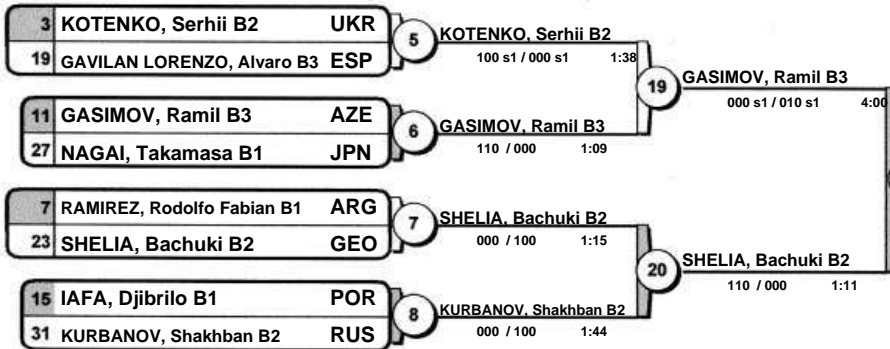 3 KOTENKO, Serhii B2 UKR
19 GAVILAN LORENZO, Alvaro B3 ESP
5
KOTENKO, Serhii B2
100 s1 / 000 s1 1:38
11 GASIMOV, Ramil B3 AZE
27 NAGAI, Takamasa B1 JPN
6
GASIMOV, Ramil B3
110 / 000 1:09
19
GASIMOV, Ramil B3
000 s1 / 010 s1 4:00
7 RAMIREZ, Rodolfo Fabian B1 ARG
23 SHELIA, Bachuki B2 GEO
7
SHELIA, Bachuki B2
000 / 100 1:15
15 IAFA, Djibrilo B1 POR
31 KURBANOV, Shakhban B2 RUS
8
KURBANOV, Shakhban B2
000 / 100 1:44
20
SHELIA, Bachuki B2
110 / 000 1:11